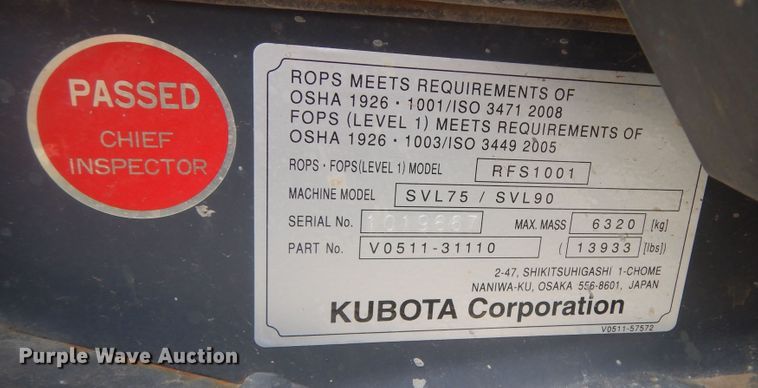 PASSED
CHIEF
INSPECTOR
ROPS MEETS REQUIREMENTS OF
OSHA 1926 · 1001/ISO 3471 2008
FOPS (LEVEL 1) MEETS REQUIREMENTS OF
OSHA 1926 · 1003/ISO 3449 2005
ROPS · FOPS(LEVEL 1) MODEL RFS1001
MACHINE MODEL SVL75 / SVL90
SERIAL No. 1019667 MAX. MASS 6320 [kg]
PART No. V0511-31110 ( 13933 [lbs])
2-47, SHIKITSUHIGASHI 1-CHOME
NANIWA-KU, OSAKA 556-8601, JAPAN
KUBOTA Corporation
V0511-57572
Purple Wave Auction